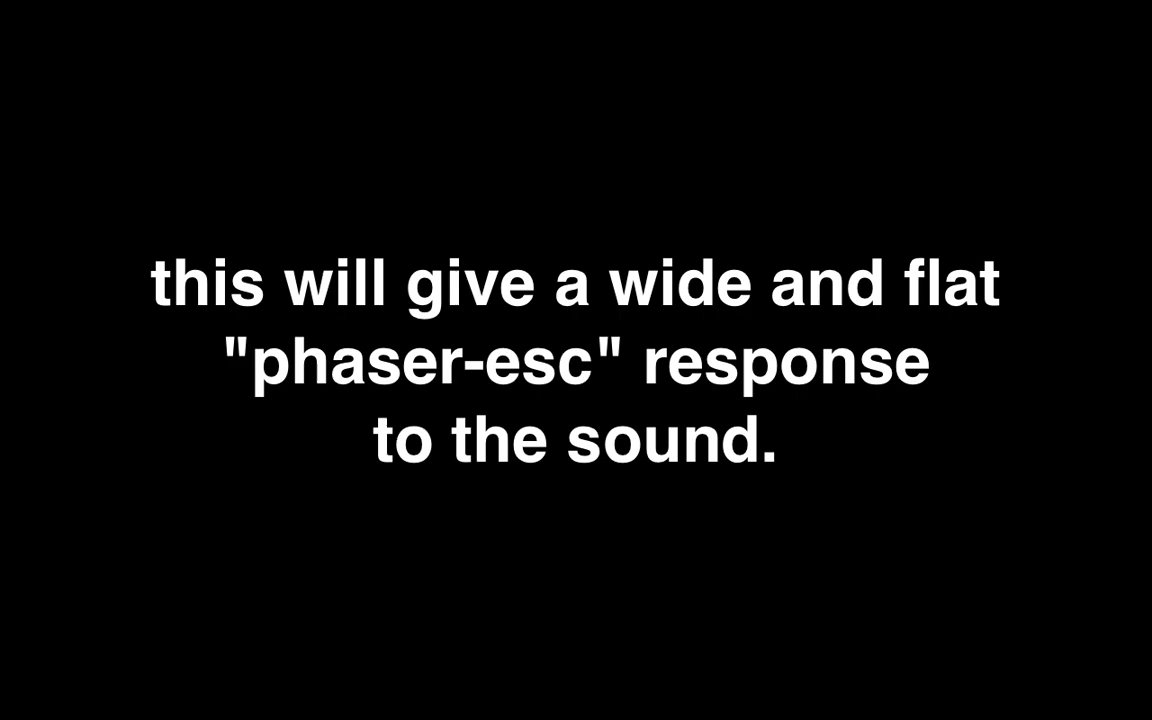 this will give a wide and flat
"phaser-esc" response
to the sound.